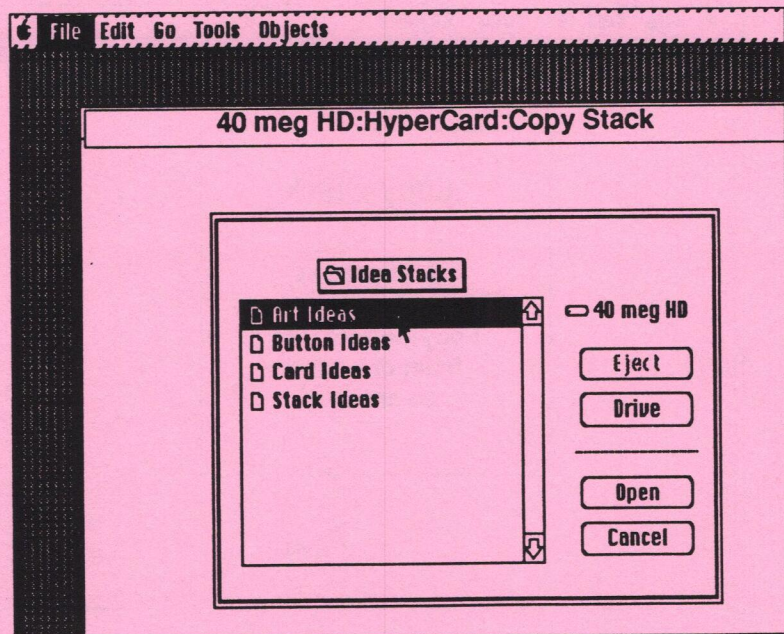 File Edit Go Tools Objects
40 meg HD:HyperCard:Copy Stack
Idea Stacks
Art Ideas
Button Ideas
Card Ideas
Stack Ideas
40 meg HD
Eject
Drive
Open
Cancel